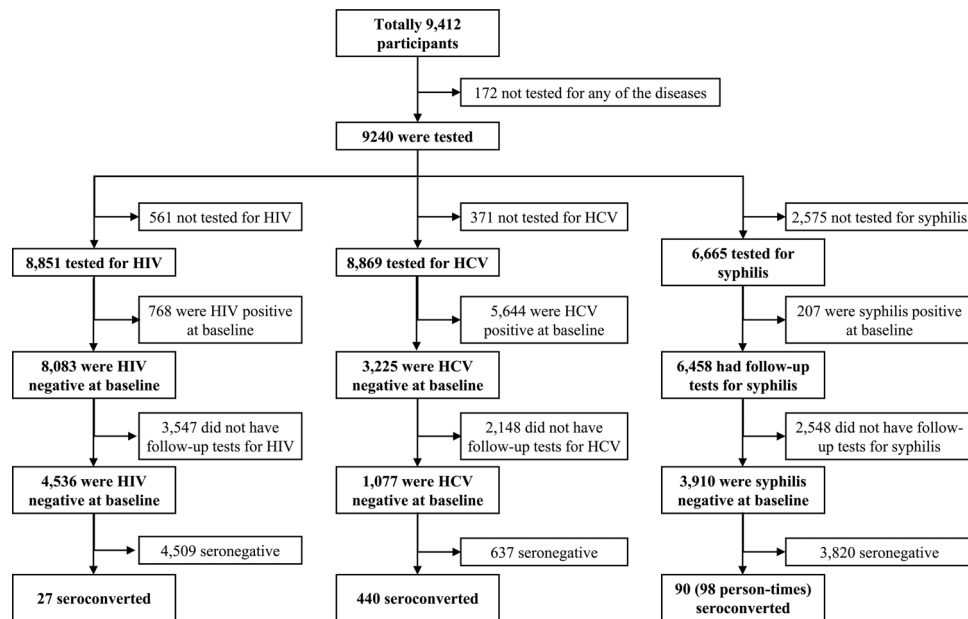 Totally 9,412
participants
172 not tested for any of the diseases
9240 were tested
561 not tested for HIV
371 not tested for HCV
2,575 not tested for syphilis
8,851 tested for HIV
8,869 tested for HCV
6,665 tested for
syphilis
768 were HIV positive
at baseline
5,644 were HCV
positive at baseline
207 were syphilis positive
at baseline
8,083 were HIV
negative at baseline
3,225 were HCV
negative at baseline
6,458 had follow-up
tests for syphilis
3,547 did not have
follow-up tests for HIV
2,148 did not have
follow-up tests for HCV
2,548 did not have follow-
up tests for syphilis
4,536 were HIV
negative at baseline
1,077 were HCV
negative at baseline
3,910 were syphilis
negative at baseline
4,509 seronegative
637 seronegative
3,820 seronegative
27 seroconverted
440 seroconverted
90 (98 person-times)
seroconverted